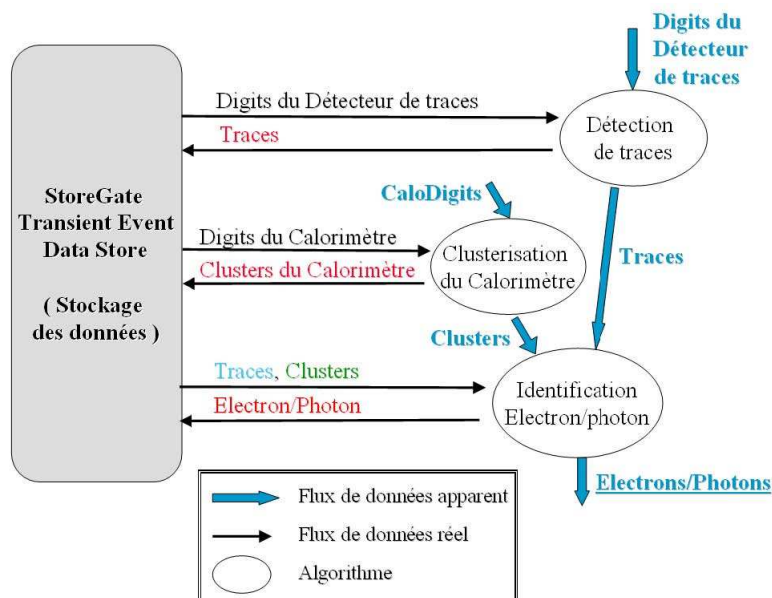 Digits du
Détecteur
de traces
Digits du Détecteur de traces
Traces
Détection
de traces
StoreGate
Transient Event
Data Store
( Stockage
des données )
CaloDigits
Digits du Calorimètre
Clusters du Calorimètre
Clusterisation
du Calorimètre
Traces
Clusters
Traces, Clusters
Electron/Photon
Identification
Electron/photon
Electrons/Photons
Flux de données apparent
Flux de données réel
Algorithme